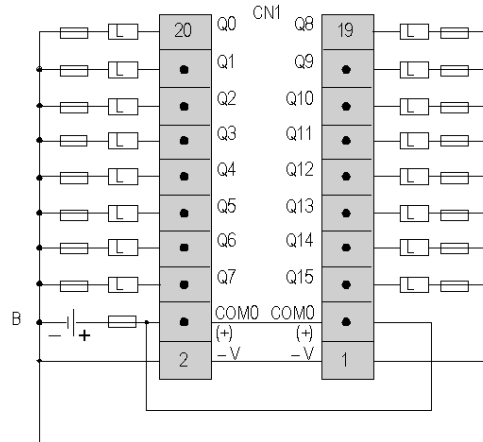 CN1
20 Q0 Q8 19
Q1 Q9
Q2 Q10
Q3 Q11
Q4 Q12
Q5 Q13
Q6 Q14
Q7 Q15
L L
L L
L L
L L
L L
L L
L L
L L
B − + COM0 COM0
(+) (+)
2 −V −V 1